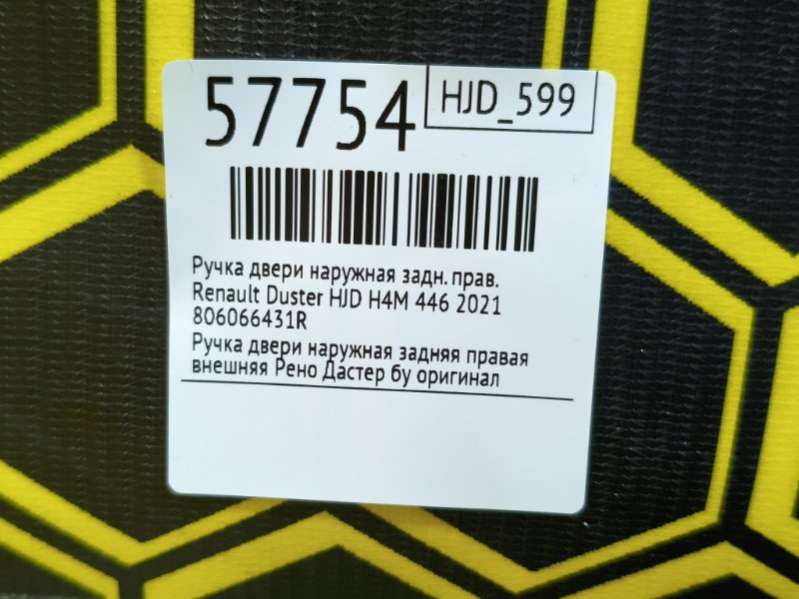 57754
HJD_599
Ручка двери наружная задн. прав.
Renault Duster HJD H4M 446 2021
806066431R
Ручка двери наружная задняя правая
внешняя Рено Дастер бу оригинал